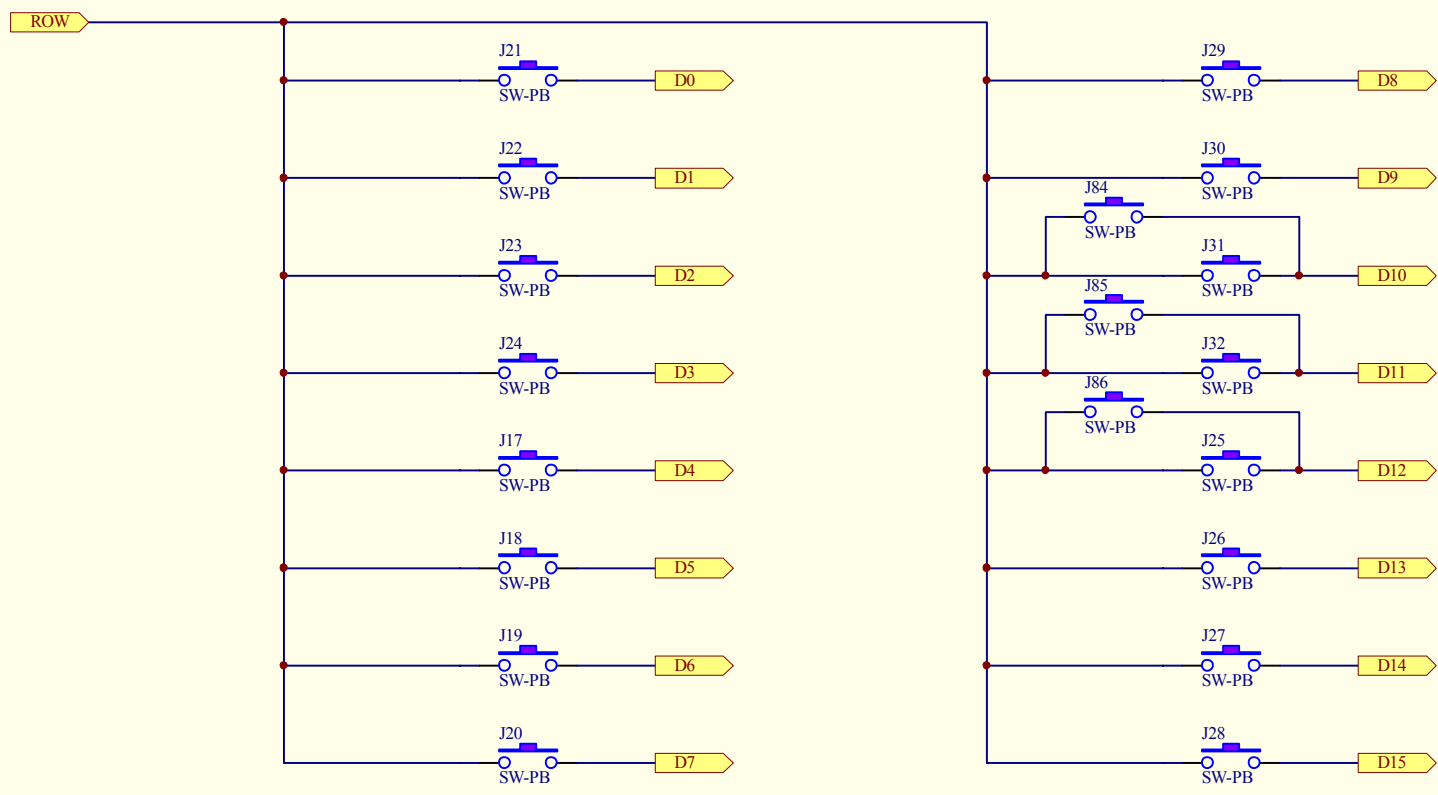 ROW
J21
D0
SW-PB
J22
D1
SW-PB
J23
D2
SW-PB
J24
D3
SW-PB
J17
D4
SW-PB
J18
D5
SW-PB
J19
D6
SW-PB
J20
D7
SW-PB
J29
D8
SW-PB
J30
D9
SW-PB
J84
SW-PB
J31
D10
SW-PB
J85
SW-PB
J32
D11
SW-PB
J86
SW-PB
J25
D12
SW-PB
J26
D13
SW-PB
J27
D14
SW-PB
J28
D15
SW-PB